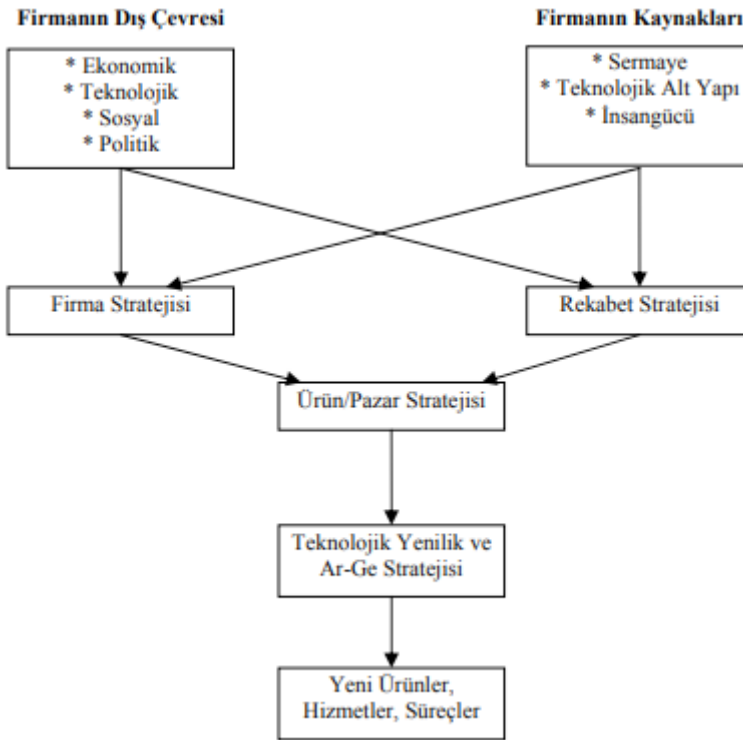 Firmanın Dış Çevresi
* Ekonomik
* Teknolojik
* Sosyal
* Politik
Firmanın Kaynakları
* Sermaye
* Teknolojik Alt Yapı
* İnsangücü
Firma Stratejisi
Rekabet Stratejisi
Ürün/Pazar Stratejisi
Teknolojik Yenilik ve
Ar-Ge Stratejisi
Yeni Ürünler,
Hizmetler, Süreçler